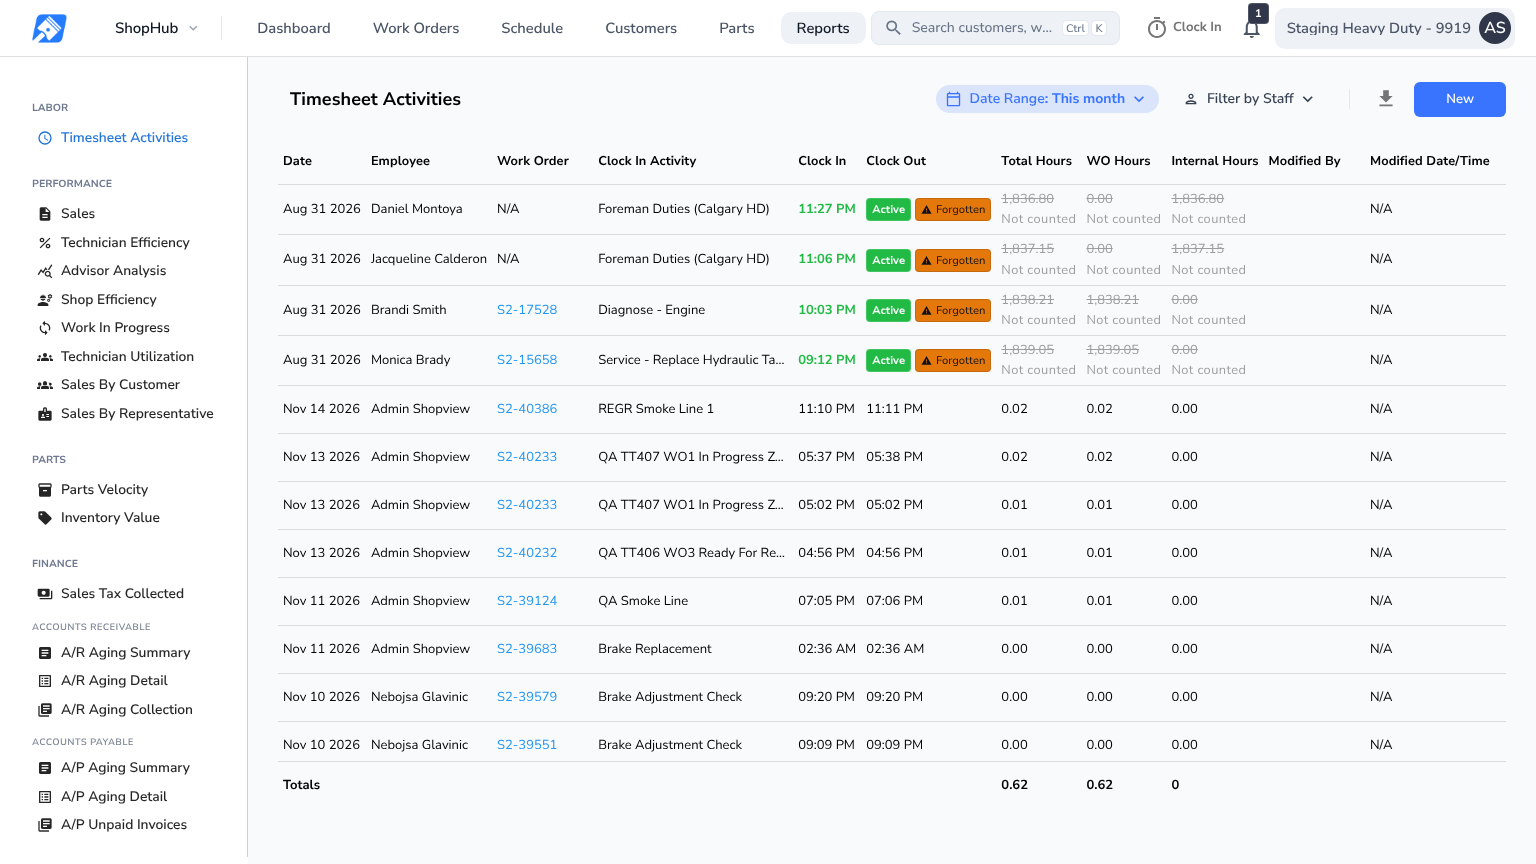 ShopHub
Dashboard
Work Orders
Schedule
Customers
Parts
Reports
Search customers, w...
Ctrl
K
Clock In
1
Staging Heavy Duty - 9919
AS
LABOR
Timesheet Activities
PERFORMANCE
Sales
Technician Efficiency
Advisor Analysis
Shop Efficiency
Work In Progress
Technician Utilization
Sales By Customer
Sales By Representative
PARTS
Parts Velocity
Inventory Value
FINANCE
Sales Tax Collected
ACCOUNTS RECEIVABLE
A/R Aging Summary
A/R Aging Detail
A/R Aging Collection
ACCOUNTS PAYABLE
A/P Aging Summary
A/P Aging Detail
A/P Unpaid Invoices
Timesheet Activities
Date Range: This month
Filter by Staff
New
Date Employee Work Order Clock In Activity Clock In Clock Out Total Hours WO Hours Internal Hours Modified By Modified Date/Time
Aug 31 2026 Daniel Montoya N/A Foreman Duties (Calgary HD) 11:27 PM Active Forgotten 1,836.80 0.00 1,836.80 N/A
Not counted Not counted Not counted
Aug 31 2026 Jacqueline Calderon N/A Foreman Duties (Calgary HD) 11:06 PM Active Forgotten 1,837.15 0.00 1,837.15 N/A
Not counted Not counted Not counted
Aug 31 2026 Brandi Smith S2-17528 Diagnose - Engine 10:03 PM Active Forgotten 1,838.21 1,838.21 0.00 N/A
Not counted Not counted Not counted
Aug 31 2026 Monica Brady S2-15658 Service - Replace Hydraulic Ta... 09:12 PM Active Forgotten 1,839.05 1,839.05 0.00 N/A
Not counted Not counted Not counted
Nov 14 2026 Admin Shopview S2-40386 REGR Smoke Line 1 11:10 PM 11:11 PM 0.02 0.02 0.00 N/A
Nov 13 2026 Admin Shopview S2-40233 QA TT407 WO1 In Progress Z... 05:37 PM 05:38 PM 0.02 0.02 0.00 N/A
Nov 13 2026 Admin Shopview S2-40233 QA TT407 WO1 In Progress Z... 05:02 PM 05:02 PM 0.01 0.01 0.00 N/A
Nov 13 2026 Admin Shopview S2-40232 QA TT406 WO3 Ready For Re... 04:56 PM 04:56 PM 0.01 0.01 0.00 N/A
Nov 11 2026 Admin Shopview S2-39124 QA Smoke Line 07:05 PM 07:06 PM 0.01 0.01 0.00 N/A
Nov 11 2026 Admin Shopview S2-39683 Brake Replacement 02:36 AM 02:36 AM 0.00 0.00 0.00 N/A
Nov 10 2026 Nebojsa Glavinic S2-39579 Brake Adjustment Check 09:20 PM 09:20 PM 0.00 0.00 0.00 N/A
Nov 10 2026 Nebojsa Glavinic S2-39551 Brake Adjustment Check 09:09 PM 09:09 PM 0.00 0.00 0.00 N/A
Totals 0.62 0.62 0